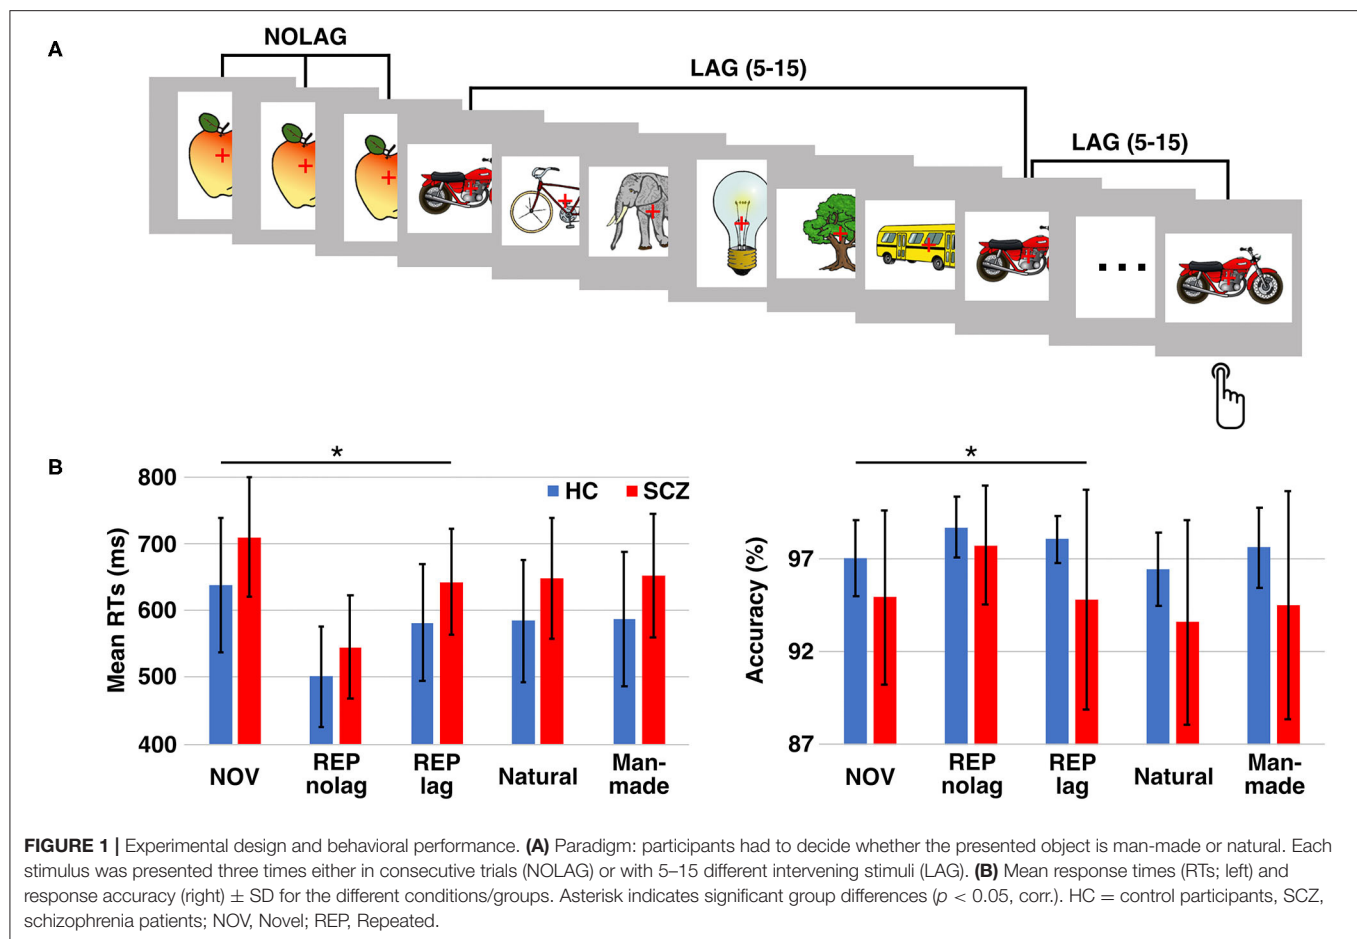 A
NOLAG
LAG (5-15)
LAG (5-15)
B
*
800
700
600
500
400
Mean RTs (ms)
HC
SCZ
NOV
REP
nolag
REP
lag
Natural
Man-
made
*
97
92
87
Accuracy (%)
NOV
REP
nolag
REP
lag
Natural
Man-
made
FIGURE 1 | Experimental design and behavioral performance. (A) Paradigm: participants had to decide whether the presented object is man-made or natural. Each
stimulus was presented three times either in consecutive trials (NOLAG) or with 5–15 different intervening stimuli (LAG). (B) Mean response times (RTs; left) and
response accuracy (right) ± SD for the different conditions/groups. Asterisk indicates significant group differences (p < 0.05, corr.). HC = control participants, SCZ,
schizophrenia patients; NOV, Novel; REP, Repeated.